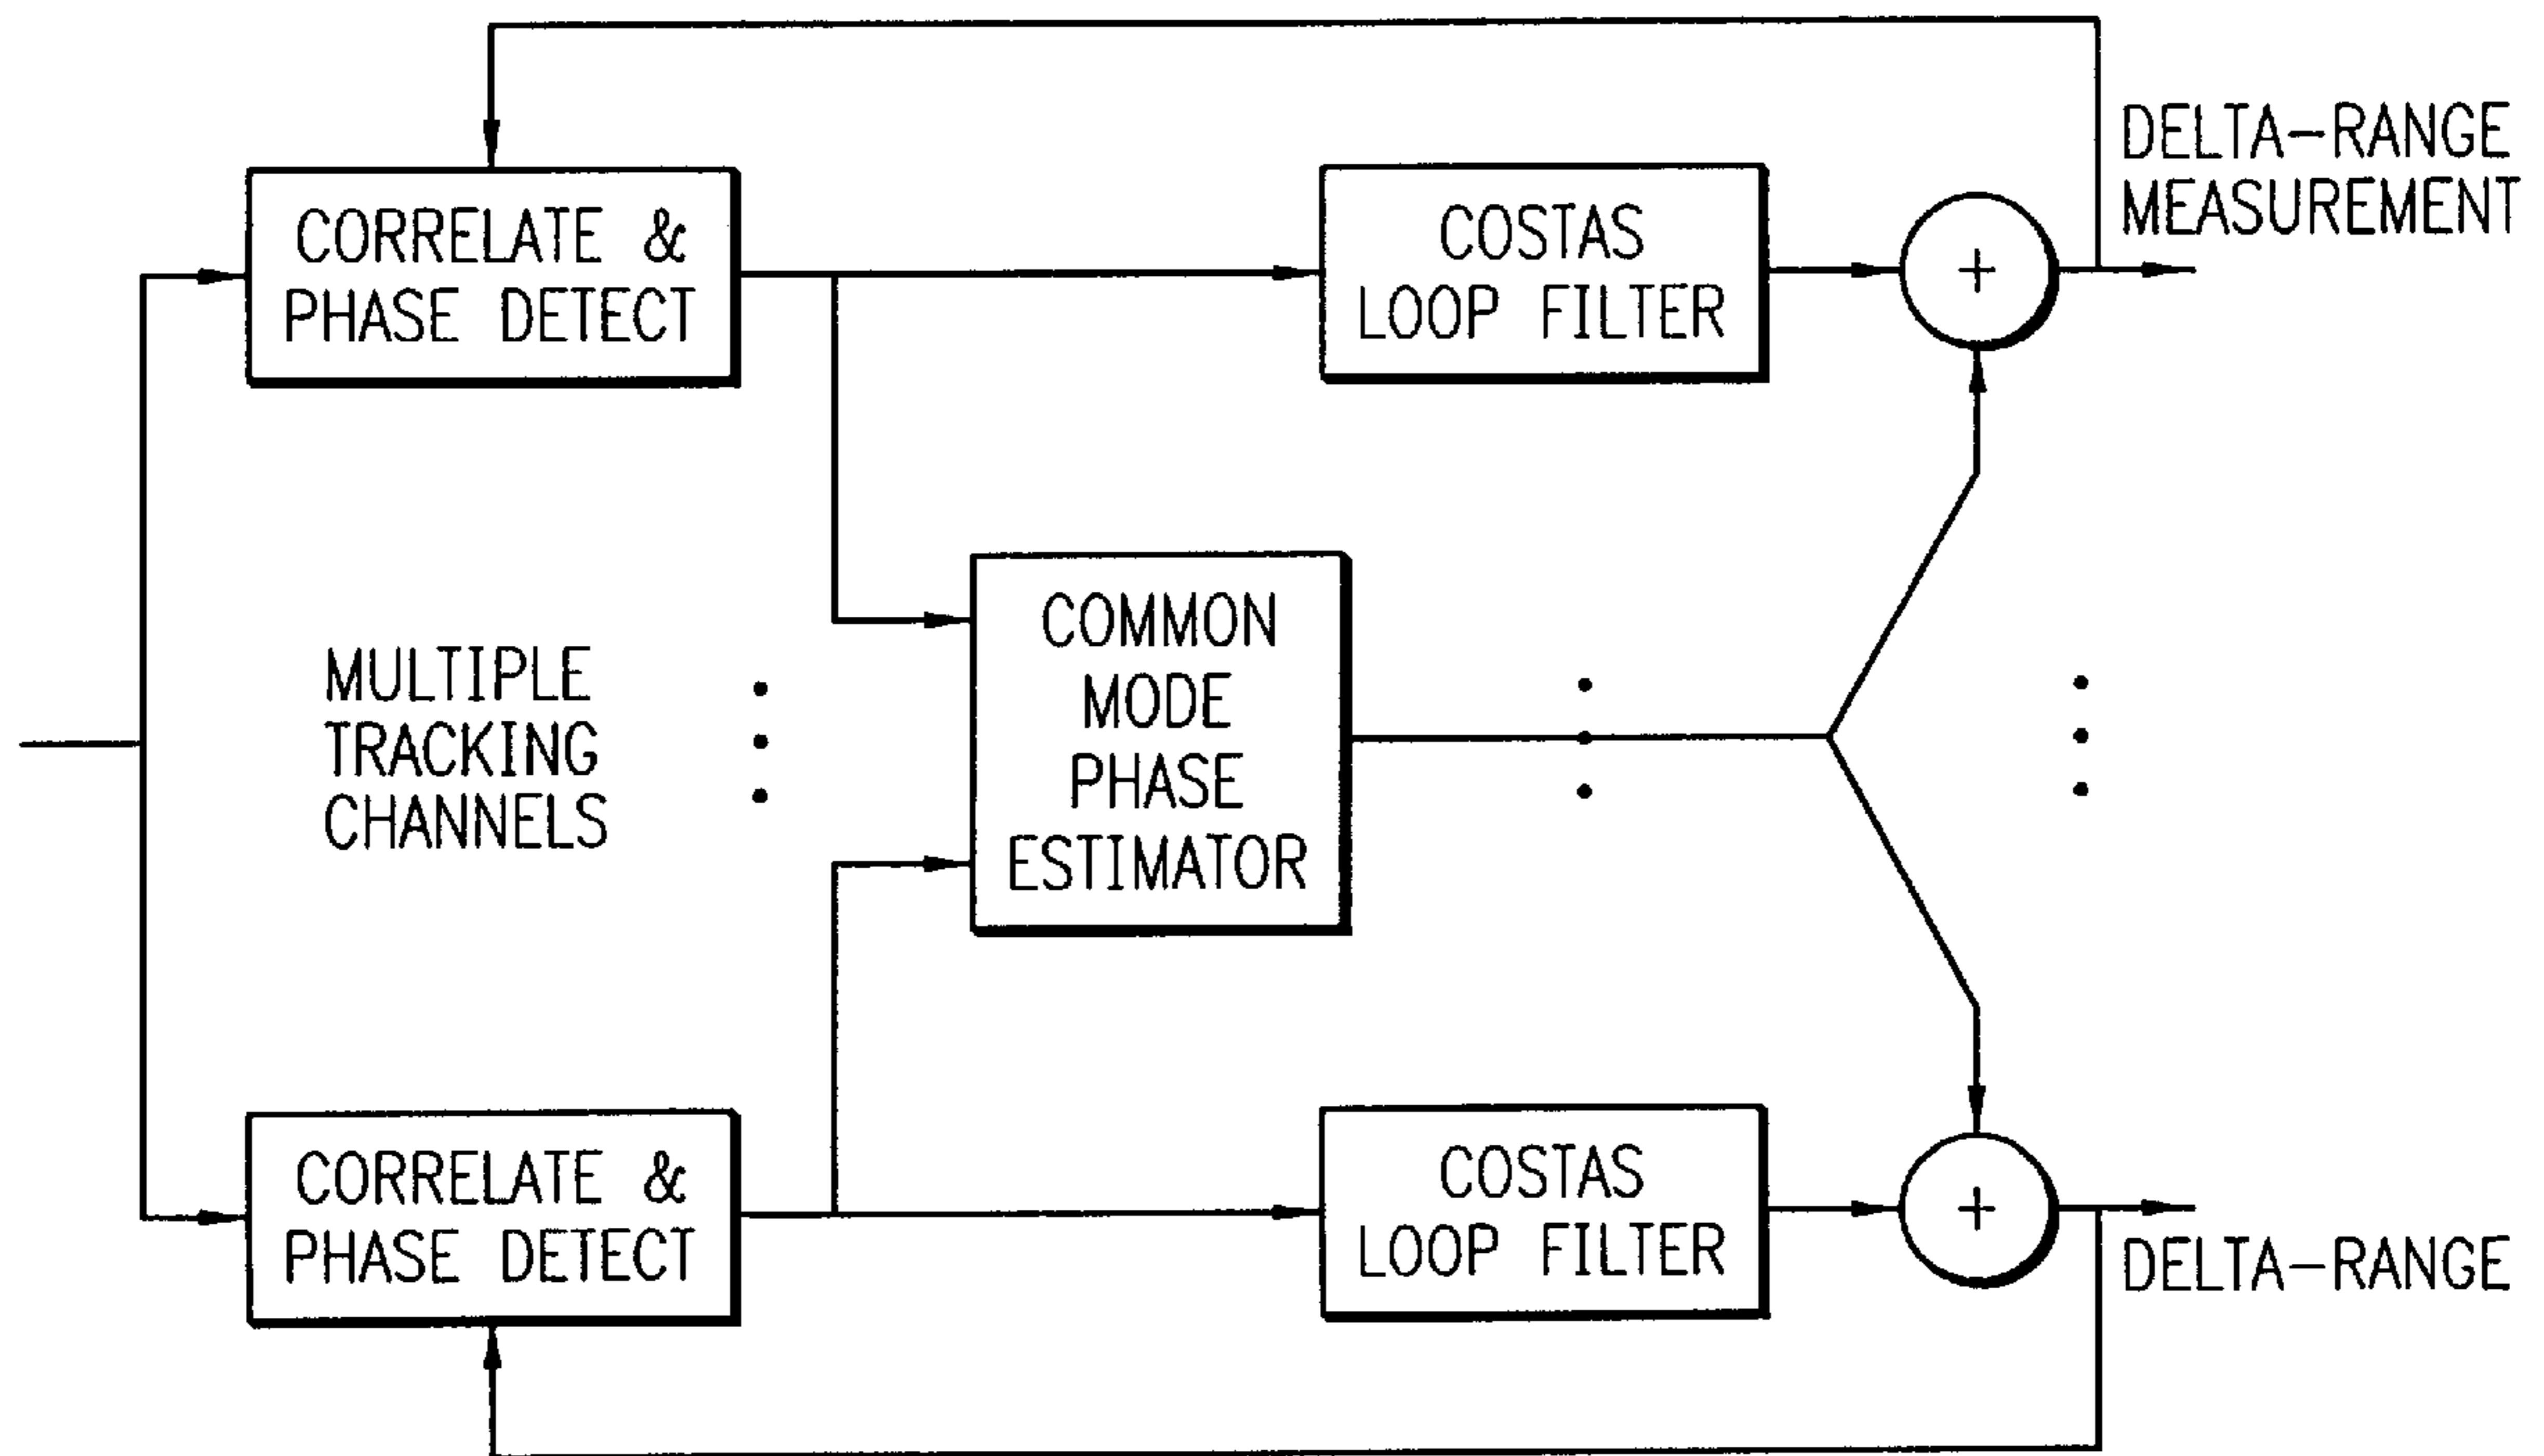 DELTA-RANGE
MEASUREMENT
CORRELATE &
PHASE DETECT
COSTAS
LOOP FILTER
+
MULTIPLE
TRACKING
CHANNELS
COMMON
MODE
PHASE
ESTIMATOR
CORRELATE &
PHASE DETECT
COSTAS
LOOP FILTER
+
DELTA-RANGE